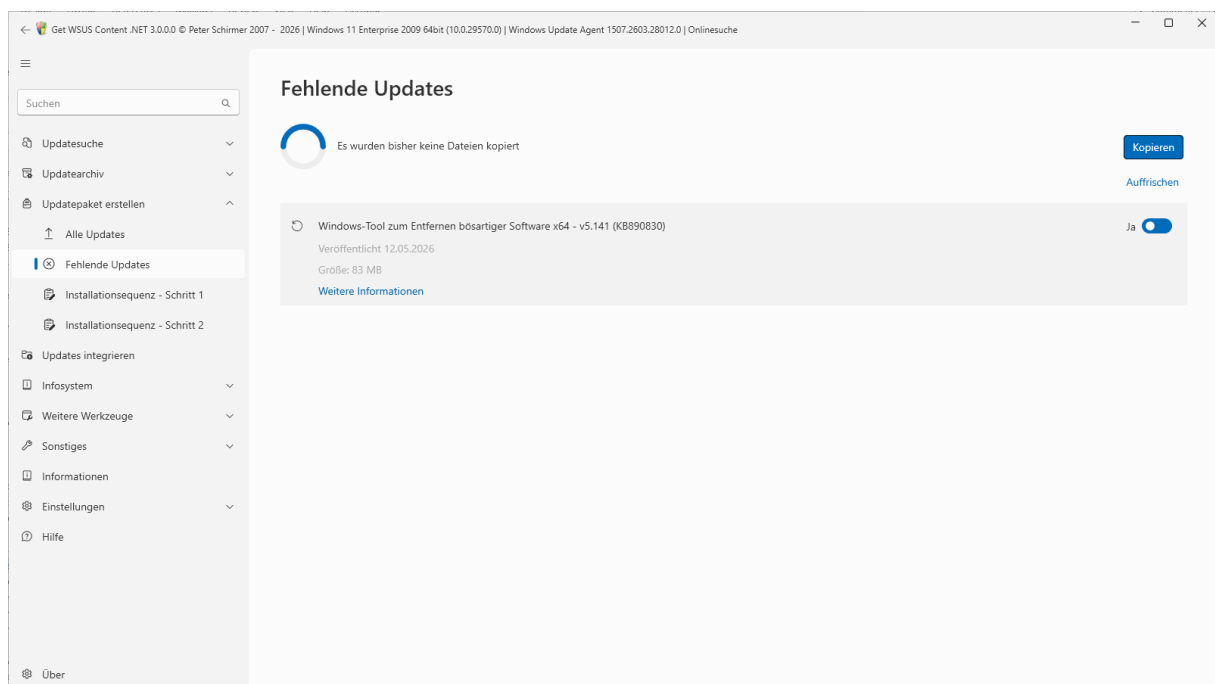 Get WSUS Content .NET 3.0.0.0 © Peter Schirmer 2007 - 2026 | Windows 11 Enterprise 2009 64bit (10.0.29570.0) | Windows Update Agent 1507.2603.28012.0 | Onlinesuche
Suchen
Updatesuche
Updatearchiv
Updatepaket erstellen
Alle Updates
Fehlende Updates
Installationsequenz - Schritt 1
Installationsequenz - Schritt 2
Updates integrieren
Infosystem
Weitere Werkzeuge
Sonstiges
Informationen
Einstellungen
Hilfe
Über
Fehlende Updates
Es wurden bisher keine Dateien kopiert
Kopieren
Auffrischen
Windows-Tool zum Entfernen bösartiger Software x64 - v5.141 (KB890830)
Ja
Veröffentlicht 12.05.2026
Größe: 83 MB
Weitere Informationen